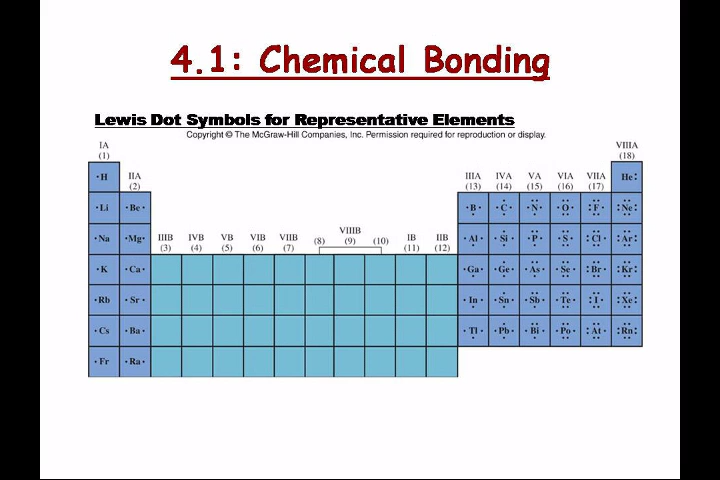 4.1: Chemical Bonding
Lewis Dot Symbols for Representative Elements
Copyright © The McGraw-Hill Companies, Inc. Permission required for reproduction or display.
IA VIIIA
(1) (18)
H IIA IIIA IVA VA VIA VIIA He
(2) (13) (14) (15) (16) (17)
Li Be B C N O F Ne
Na Mg IIIB IVB VB VIB VIIB VIIIB IB IIB Al Si P S Cl Ar
(3) (4) (5) (6) (7) (8) (9) (10) (11) (12)
K Ca Ga Ge As Se Br Kr
Rb Sr In Sn Sb Te I Xe
Cs Ba Tl Pb Bi Po At Rn
Fr Ra